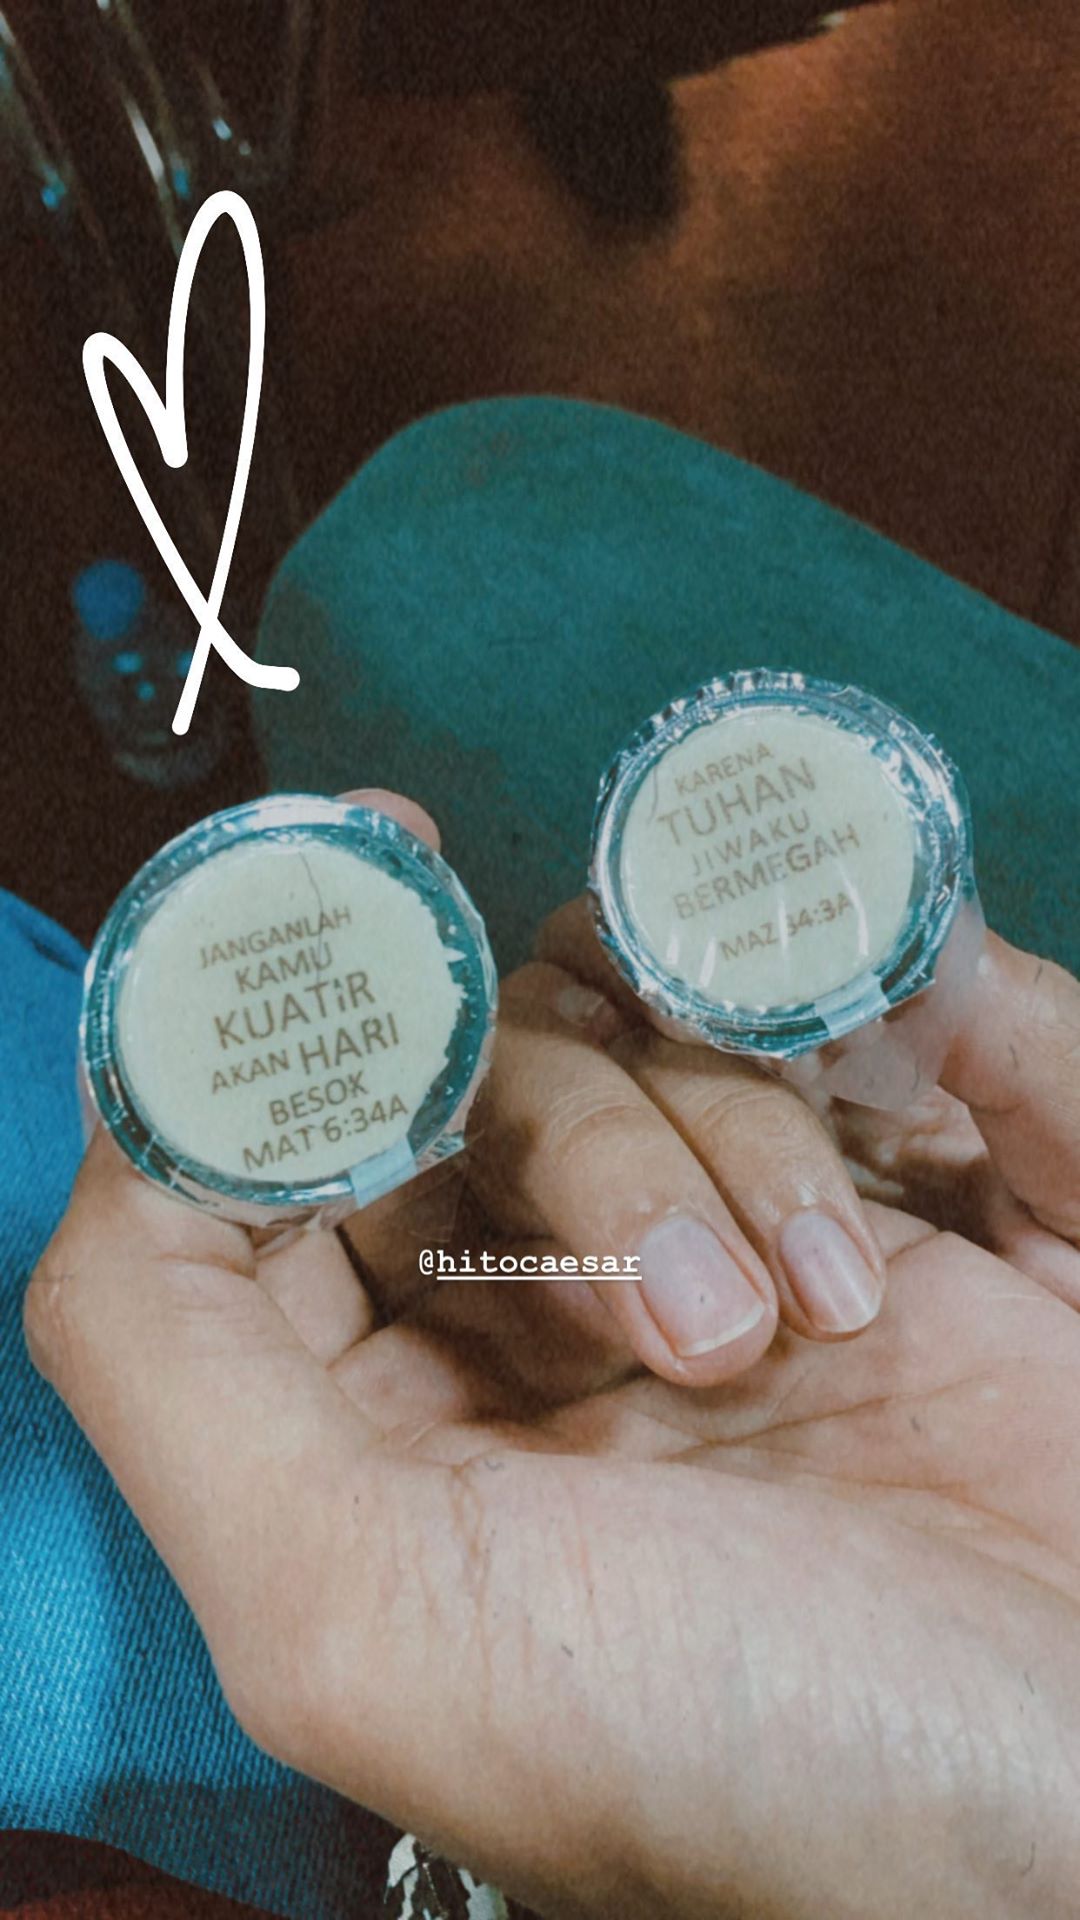 KARENA
TUHAN
JIWAKU
BERMEGAH
MAZ 34:3A
JANGANLAH
KAMU
KUATiR
AKAN HARI
BESOK
MAT 6:34A
@hitocaesar